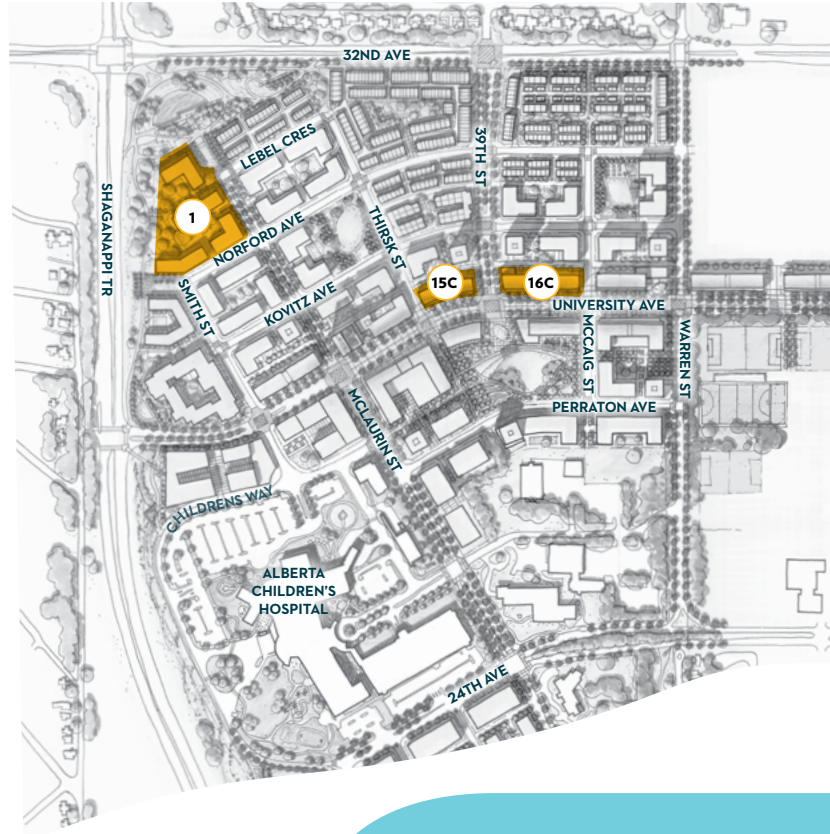 32ND AVE
LEBEL CRES
39TH ST
SHAGANAPPI TR
1
NORFORD AVE
THIRSK ST
15C
16C
SMITH ST
KOVITZ AVE
UNIVERSITY AVE
MCCAIG ST
WARREN ST
MCLAURIN ST
PERRATON AVE
CHILDRENS WAY
ALBERTA
CHILDREN'S
HOSPITAL
24TH AVE